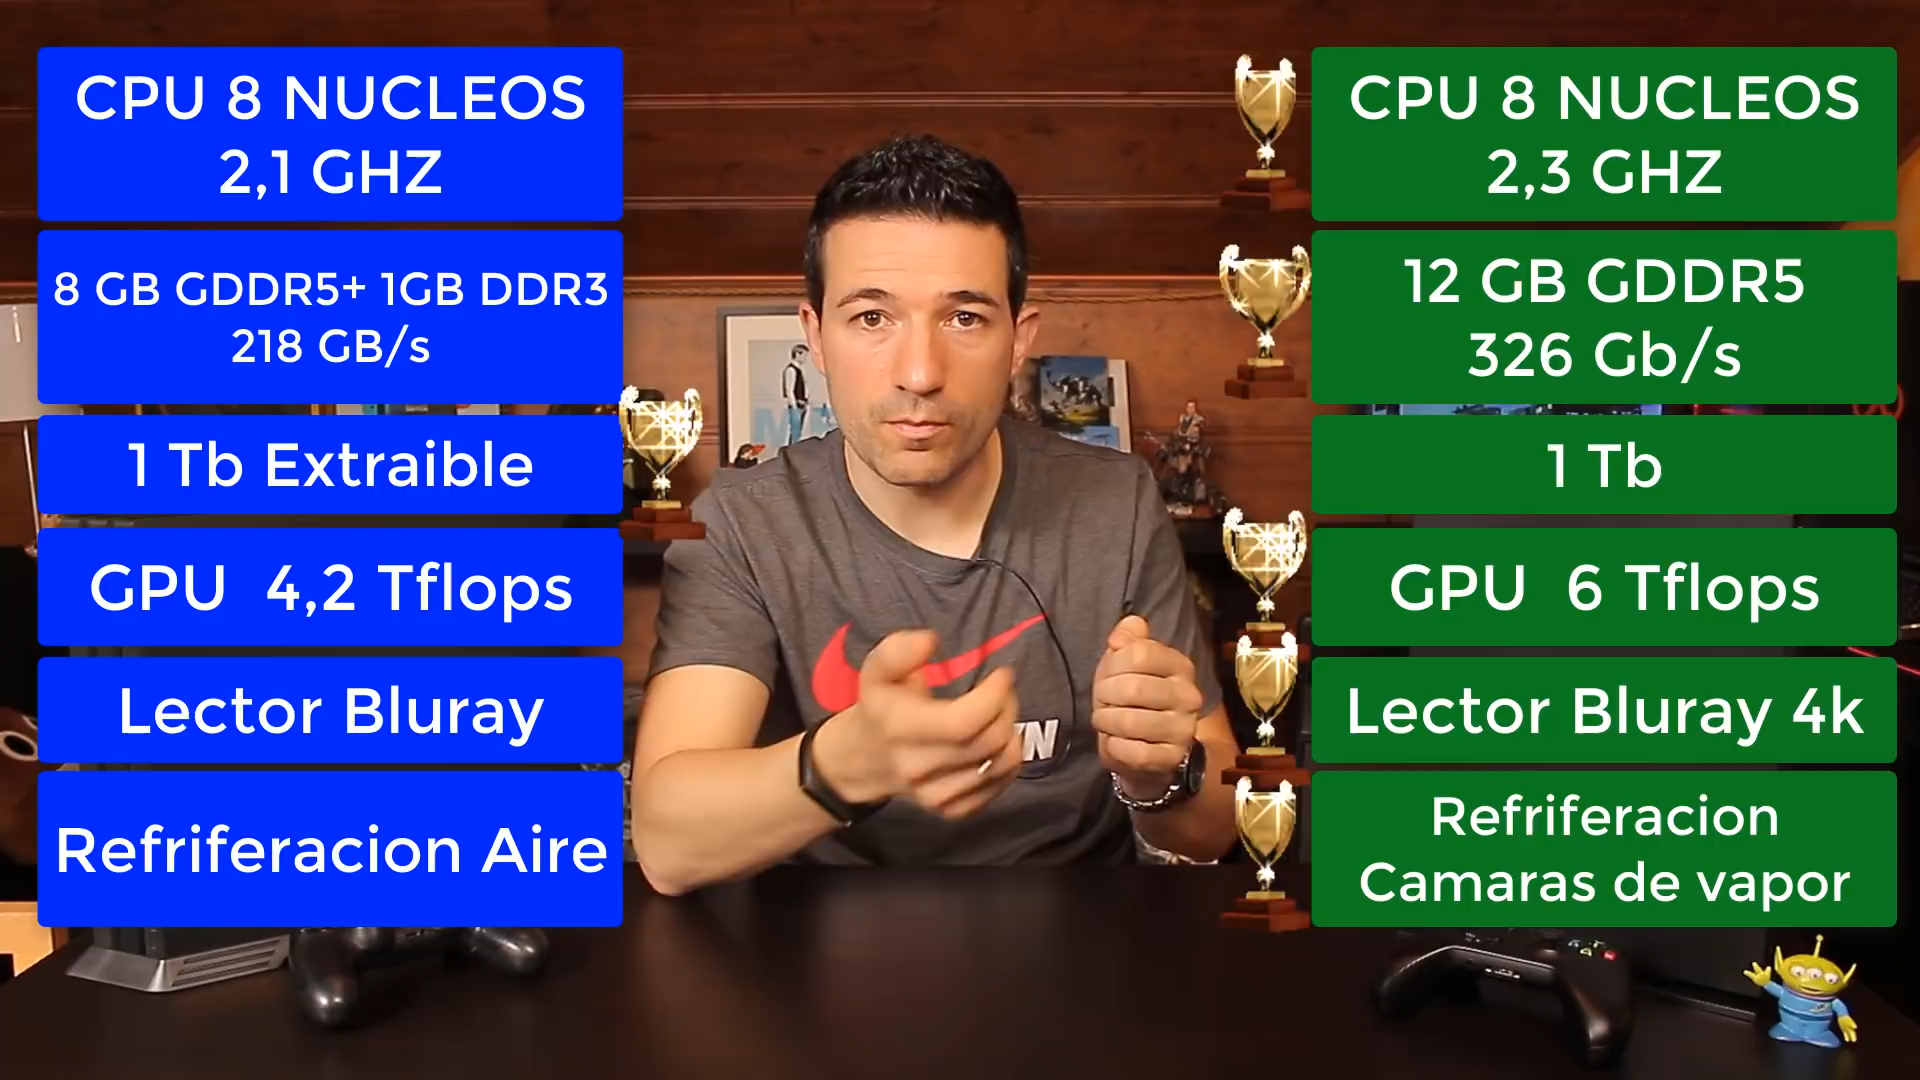 CPU 8 NUCLEOS
2,1 GHZ
8 GB GDDR5+ 1GB DDR3
218 GB/s
1 Tb Extraible
GPU 4,2 Tflops
Lector Bluray
Refriferacion Aire
CPU 8 NUCLEOS
2,3 GHZ
12 GB GDDR5
326 Gb/s
1 Tb
GPU 6 Tflops
Lector Bluray 4k
Refriferacion
Camaras de vapor